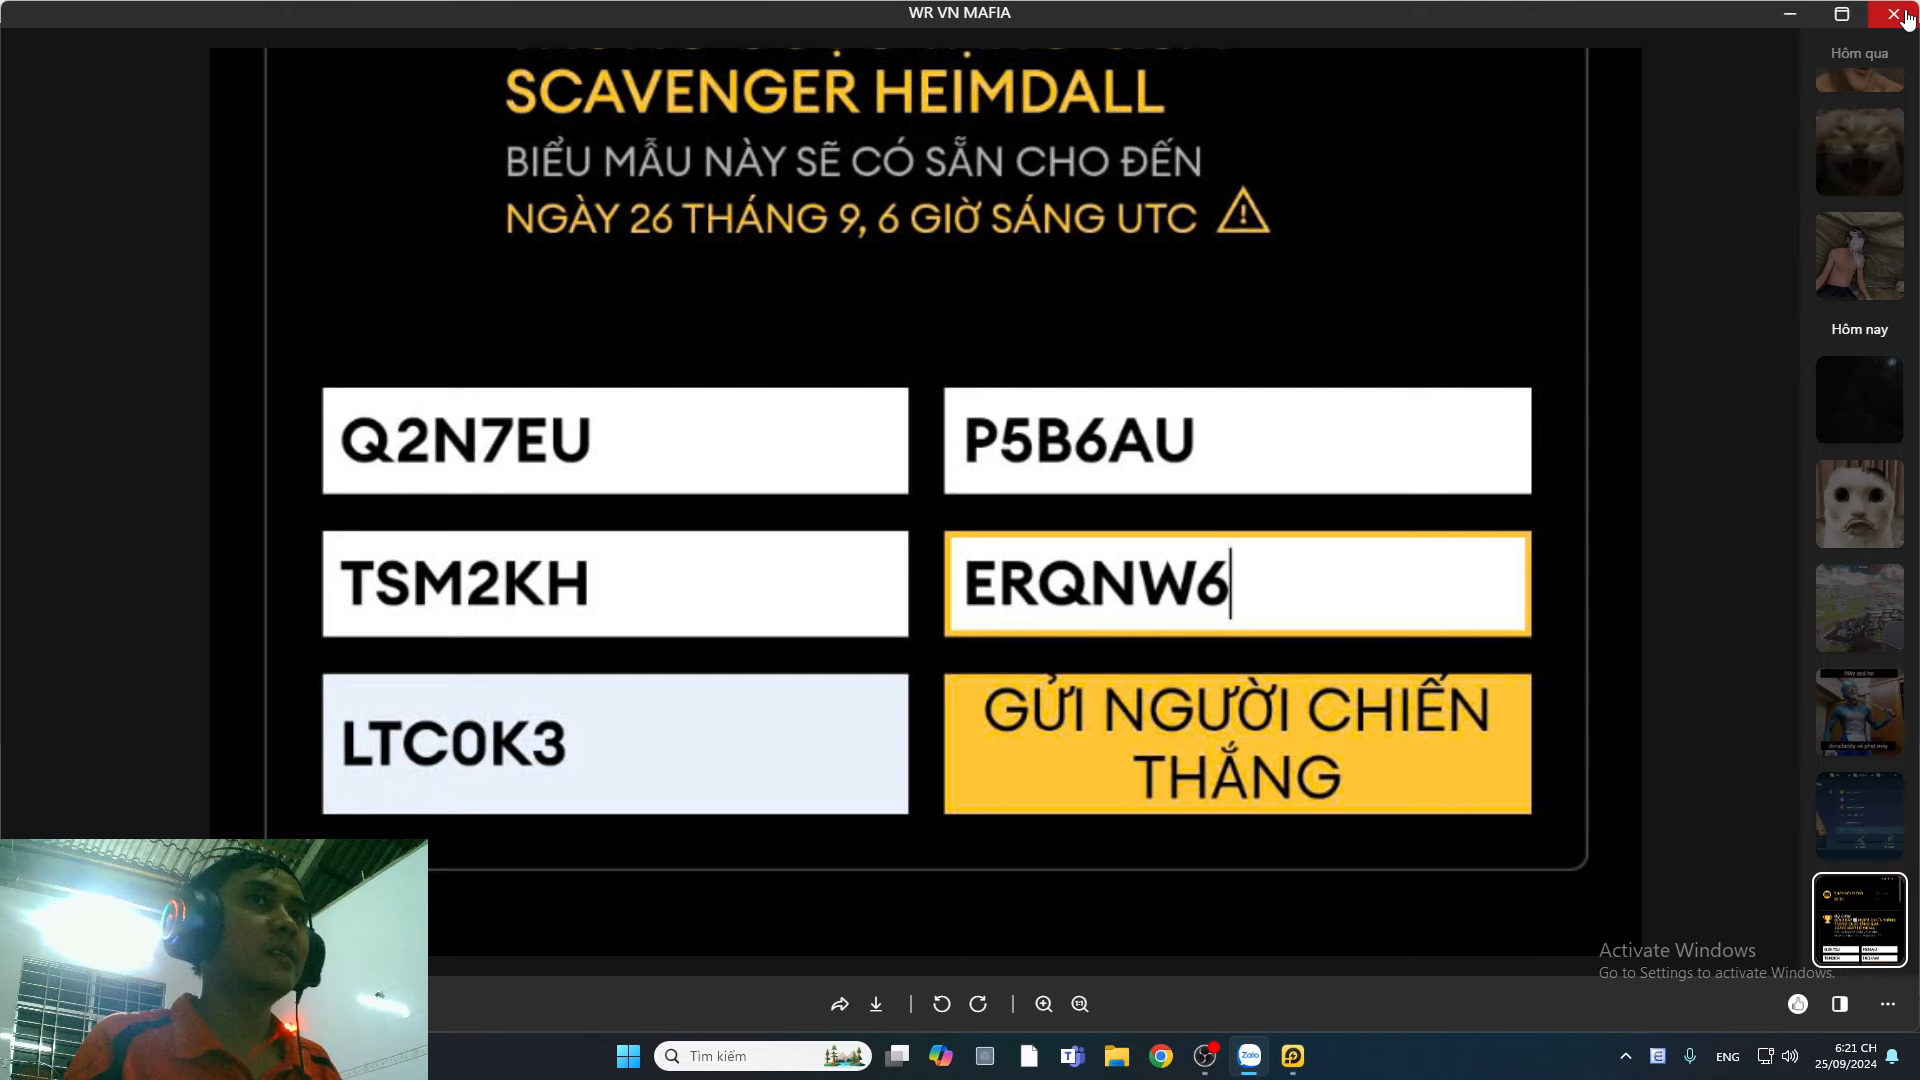 WR VN MAFIA
Hôm qua
SCAVENGER HEIMDALL
BIỂU MẪU NÀY SẼ CÓ SẴN CHO ĐẾN
NGÀY 26 THÁNG 9, 6 GIỜ SÁNG UTC
Hôm nay
Q2N7EU
P5B6AU
TSM2KH
ERQNW6
LTC0K3
GỬI NGƯỜI CHIẾN
THẮNG
Activate Windows
Go to Settings to activate Windows.
Tìm kiếm
Zalo
ENG
6:21 CH
25/09/2024